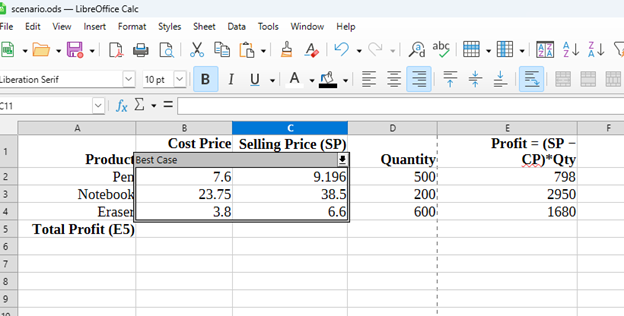 scenario.ods — LibreOffice Calc
File Edit View Insert Format Styles Sheet Data Tools Window Help
Liberation Serif 10 pt B I U A
C11 fx Σ =
A B C D E F
1 Product Cost Price Selling Price (SP) Quantity Profit = (SP −
CP)*Qty
Best Case
2 Pen 7.6 9.196 500 798
3 Notebook 23.75 38.5 200 2950
4 Eraser 3.8 6.6 600 1680
5 Total Profit (E5)
6
7
8
9